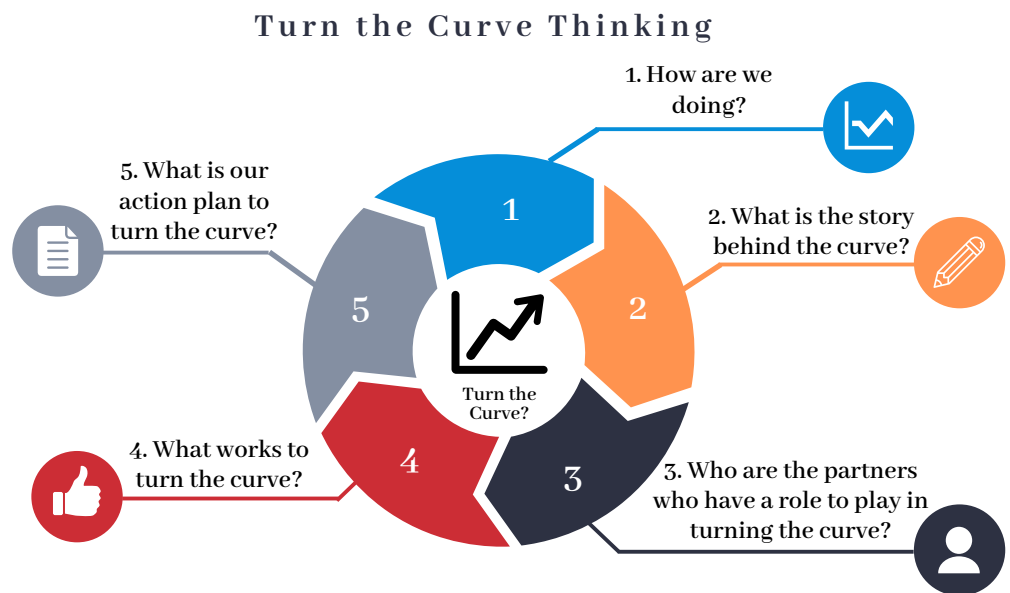 Turn the Curve Thinking
1. How are we
doing?
2. What is the story
behind the curve?
3. Who are the partners
who have a role to play in
turning the curve?
4. What works to
turn the curve?
5. What is our
action plan to
turn the curve?
1
2
3
4
5
Turn the
Curve?